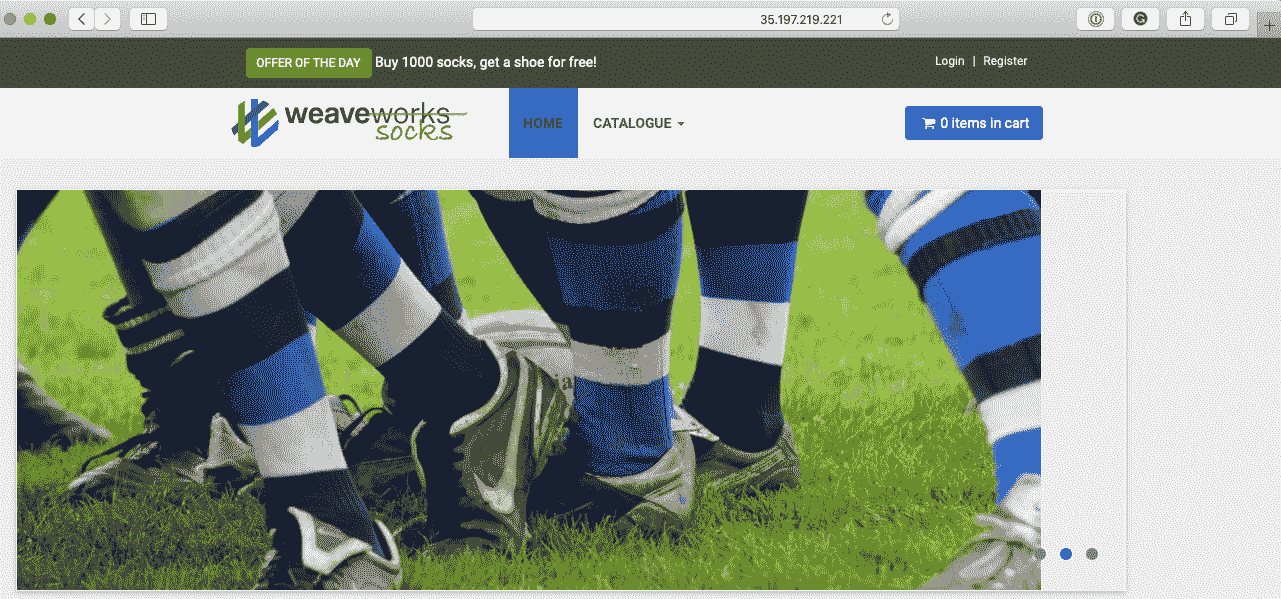 35.197.219.221
OFFER OF THE DAY Buy 1000 socks, get a shoe for free!
Login | Register
weaveworks
socks
HOME
CATALOGUE
0 items in cart